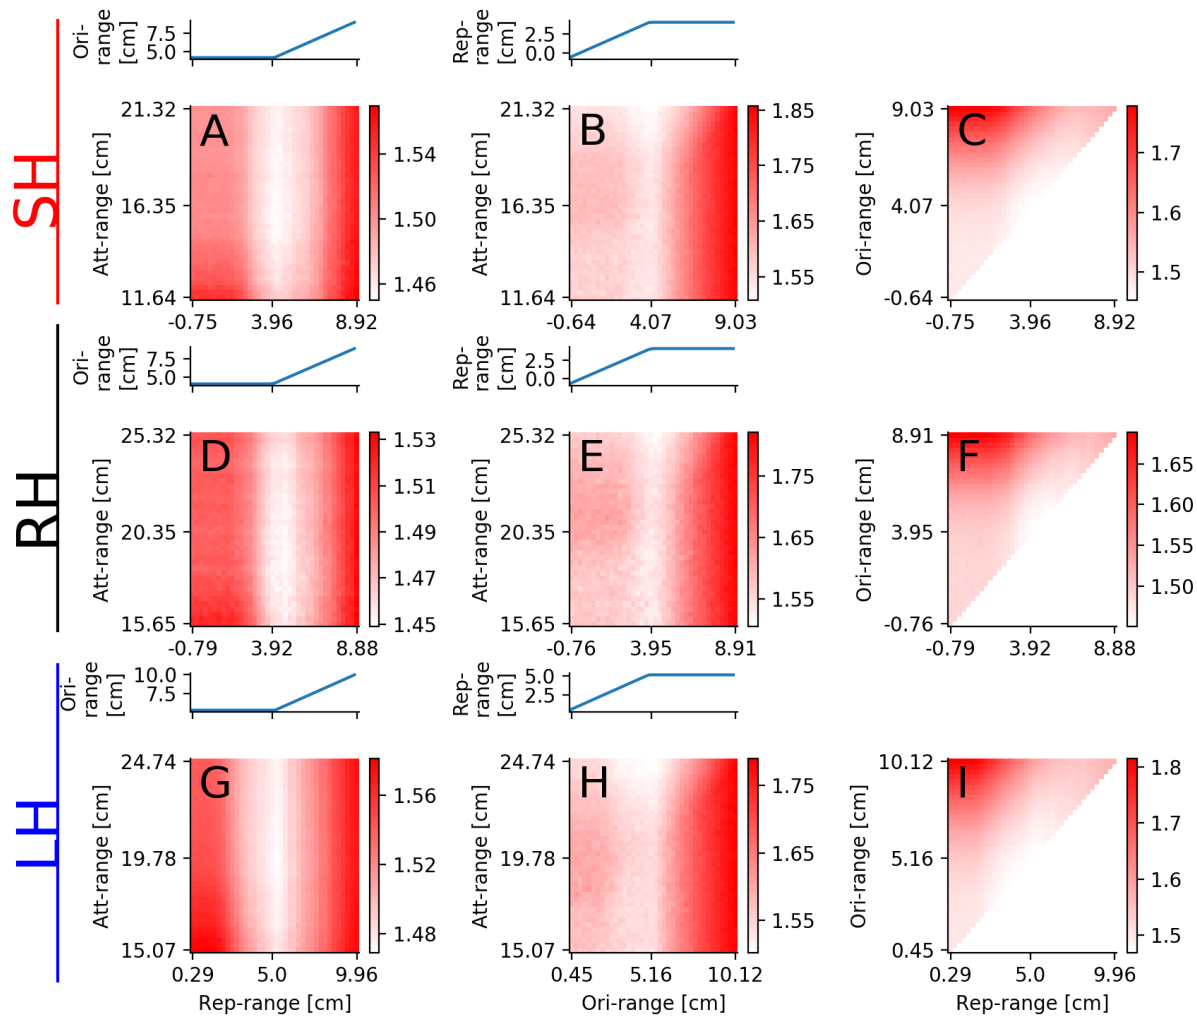 SH
Ori-
range
[cm]
7.5
5.0
Rep-
range
[cm]
2.5
0.0
A
Att-range [cm]
21.32
16.35
11.64
-0.75 3.96 8.92
1.54
1.50
1.46
B
Att-range [cm]
21.32
16.35
11.64
-0.64 4.07 9.03
1.85
1.75
1.65
1.55
C
Ori-range [cm]
9.03
4.07
-0.64
-0.75 3.96 8.92
1.7
1.6
1.5
RH
Ori-
range
[cm]
7.5
5.0
Rep-
range
[cm]
2.5
0.0
D
Att-range [cm]
25.32
20.35
15.65
-0.79 3.92 8.88
1.53
1.51
1.49
1.47
1.45
E
Att-range [cm]
25.32
20.35
15.65
-0.76 3.95 8.91
1.75
1.65
1.55
F
Ori-range [cm]
8.91
3.95
-0.76
-0.79 3.92 8.88
1.65
1.60
1.55
1.50
LH
Ori-
range
[cm]
10.0
7.5
Rep-
range
[cm]
5.0
2.5
G
Att-range [cm]
24.74
19.78
15.07
0.29 5.0 9.96
Rep-range [cm]
1.56
1.52
1.48
H
Att-range [cm]
24.74
19.78
15.07
0.45 5.16 10.12
Ori-range [cm]
1.75
1.65
1.55
I
Ori-range [cm]
10.12
5.16
0.45
0.29 5.0 9.96
Rep-range [cm]
1.8
1.7
1.6
1.5